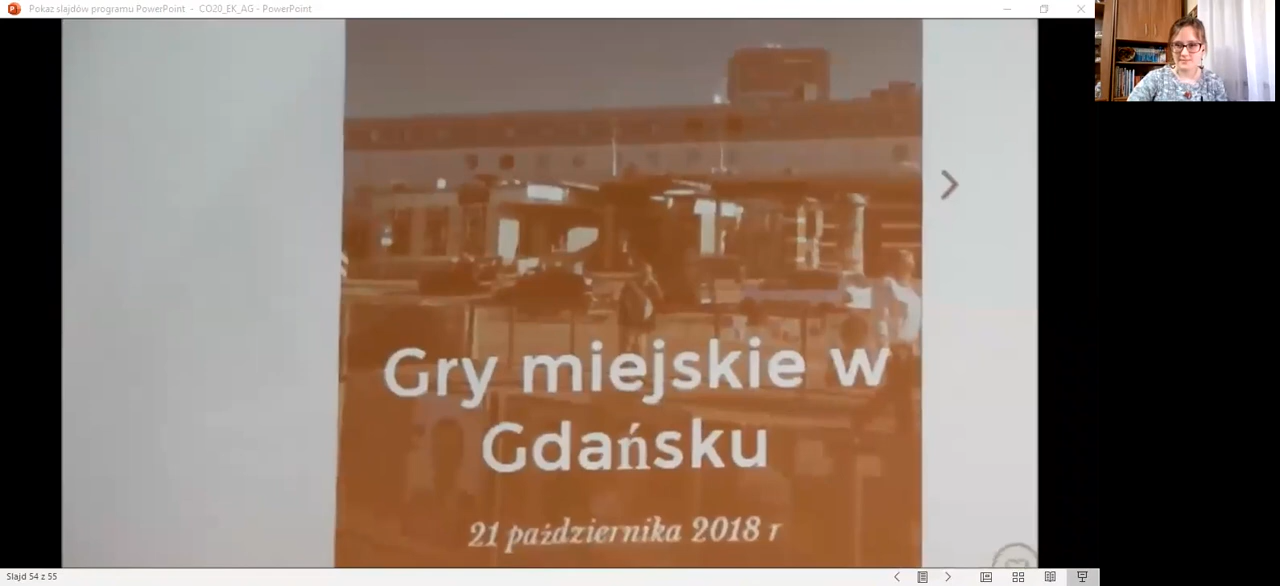 Pokaz slajdów programu PowerPoint - CO20_EK_AG - PowerPoint
Gry miejskie w
Gdańsku
21 października 2018 r
Slajd 54 z 55